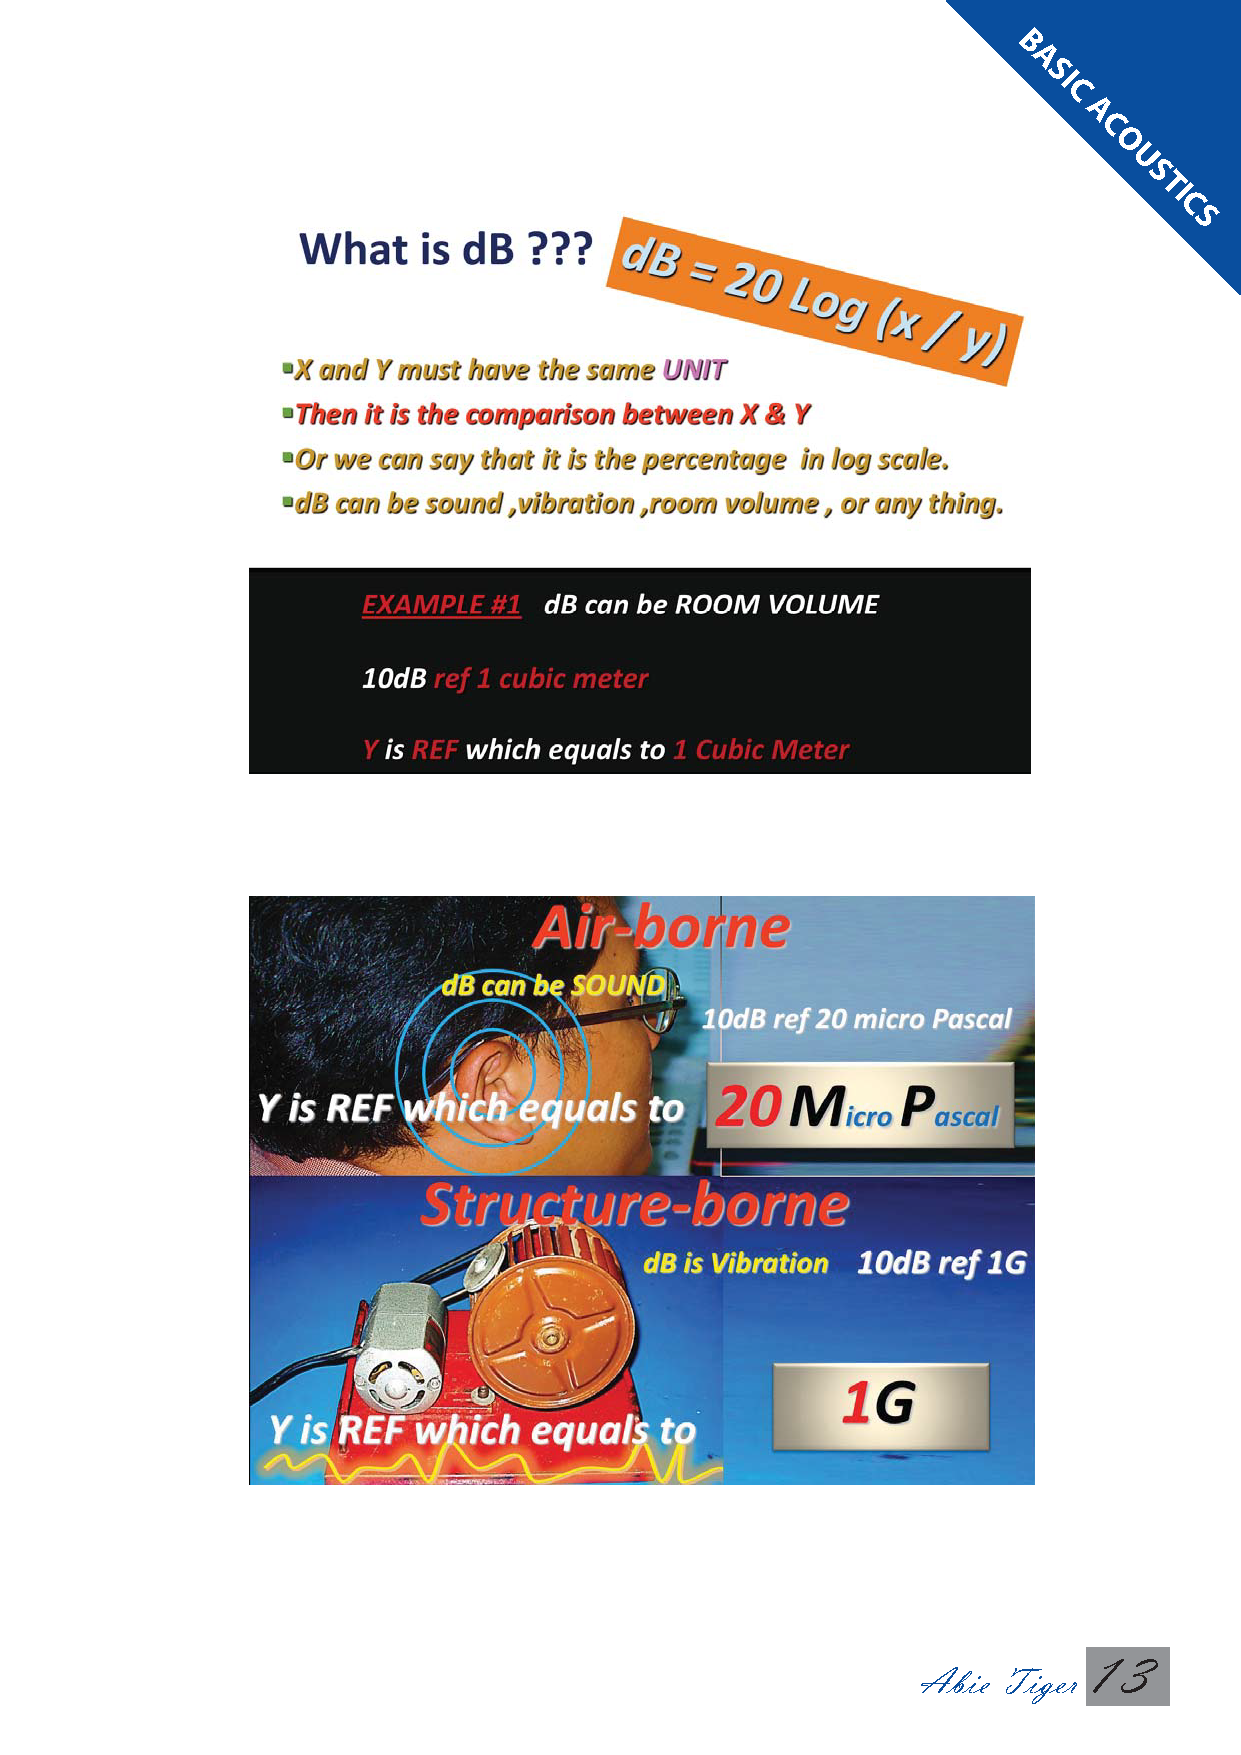 BASIC ACOUSTICS
What is dB ???
dB = 20 Log (x / y)
▪X and Y must have the same UNIT
▪Then it is the comparison between X & Y
▪Or we can say that it is the percentage in log scale.
▪dB can be sound ,vibration ,room volume , or any thing.
EXAMPLE #1 dB can be ROOM VOLUME
10dB ref 1 cubic meter
Y is REF which equals to 1 Cubic Meter
Air-borne
dB can be SOUND
10dB ref 20 micro Pascal
Y is REF which equals to 20 Micro Pascal
Structure-borne
dB is Vibration 10dB ref 1G
1G
Y is REF which equals to
Abie Tiger 13